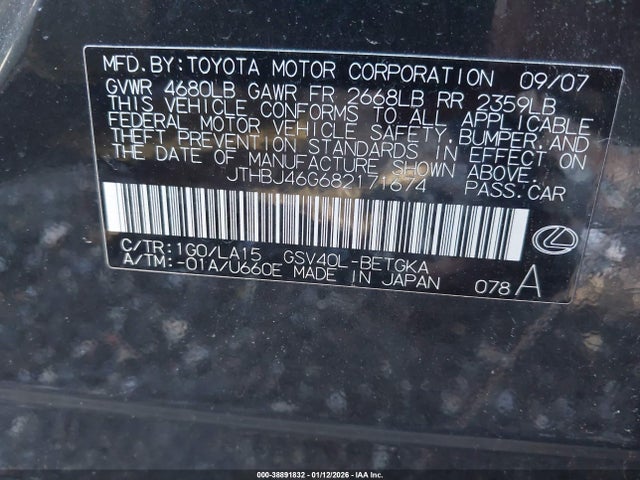 MFD. BY: TOYOTA MOTOR CORPORATION 09/07
GVWR 4680LB GAWR FR 2668LB RR 2359LB
THIS VEHICLE CONFORMS TO ALL APPLICABLE
FEDERAL MOTOR VEHICLE SAFETY, BUMPER, AND
THEFT PREVENTION STANDARDS IN EFFECT ON
THE DATE OF MANUFACTURE SHOWN ABOVE.
JTHBJ46G682171674 PASS. CAR
C/TR: 1G0/LA15 GSV40L-BETGKA
A/TM: -01A/U660E MADE IN JAPAN 078 A
000-38891832 - 01/12/2026 - IAA Inc.